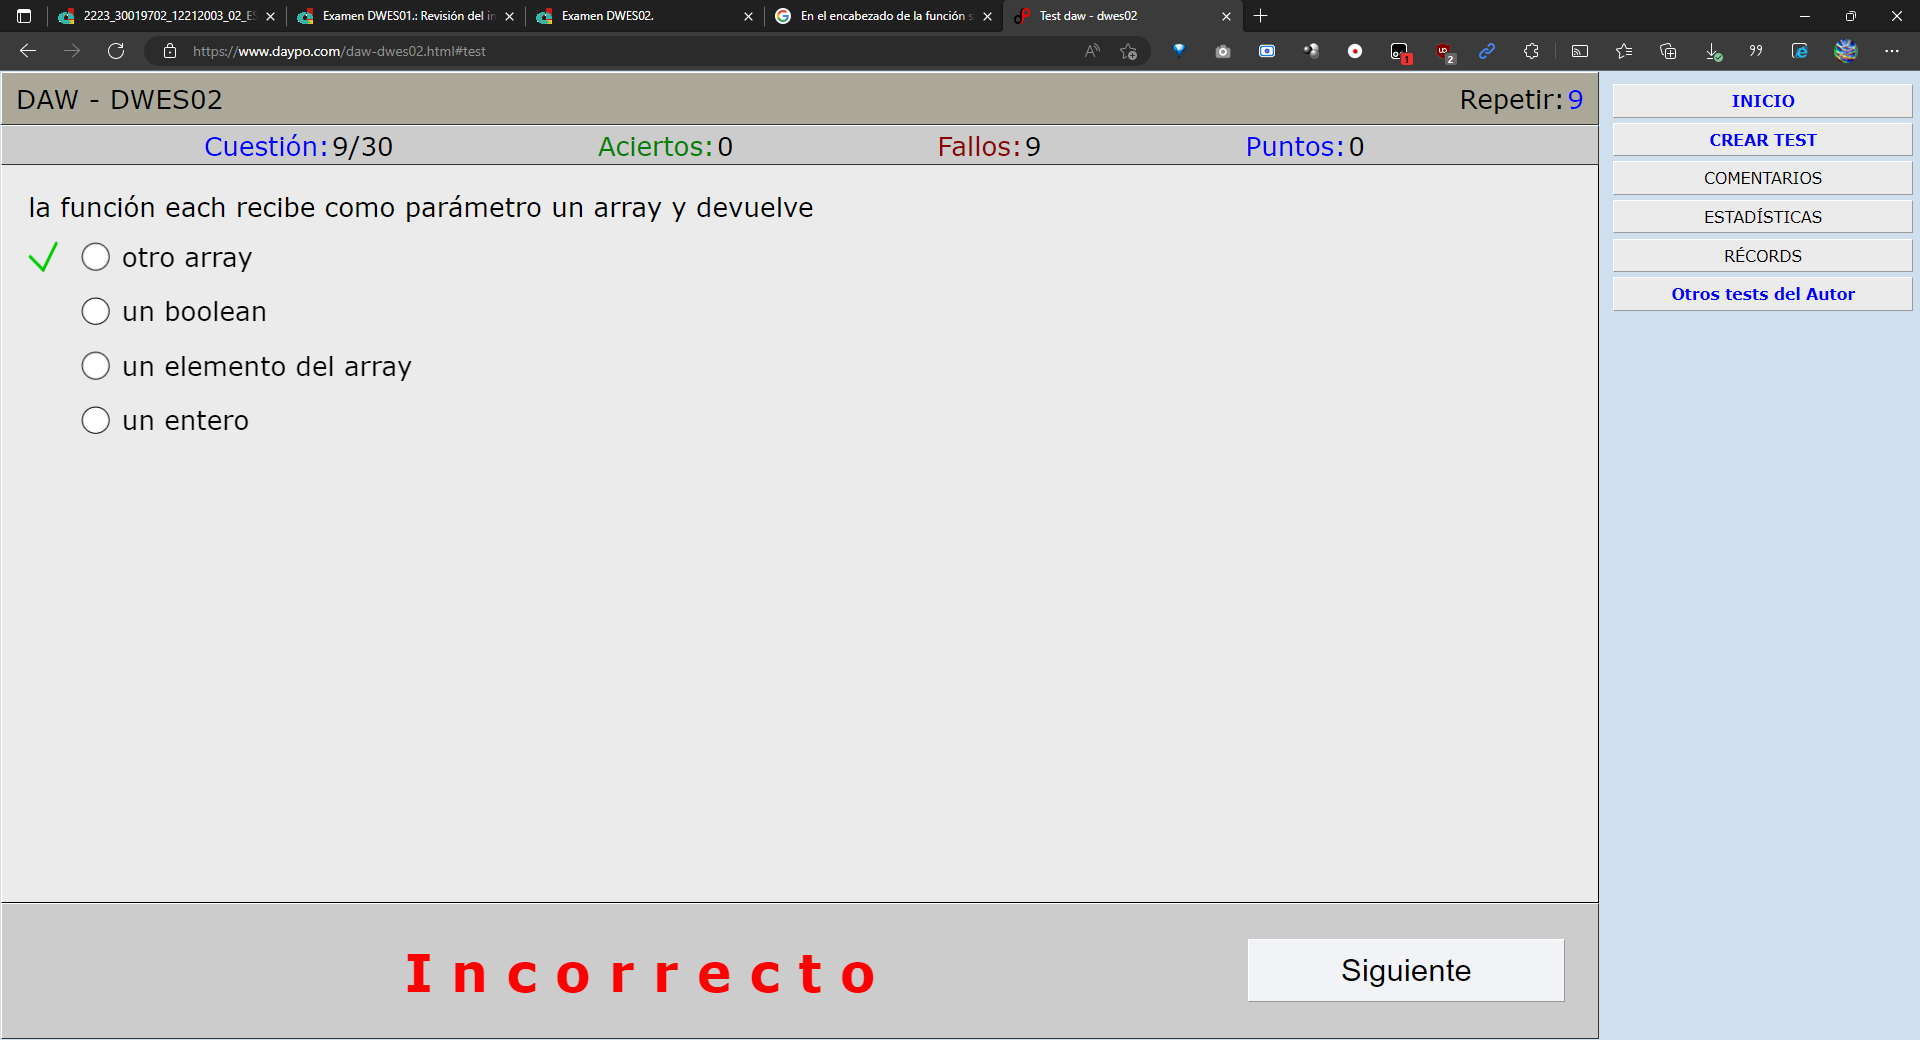 2223_30019702_12212003_02_ES
Examen DWES01.: Revisión del in
Examen DWES02.
En el encabezado de la función s
Test daw - dwes02
https://www.daypo.com/daw-dwes02.html#test
1
2
DAW - DWES02
Repetir: 9
Cuestión: 9/30
Aciertos: 0
Fallos: 9
Puntos: 0
la función each recibe como parámetro un array y devuelve
otro array
un boolean
un elemento del array
un entero
Incorrecto
Siguiente
INICIO
CREAR TEST
COMENTARIOS
ESTADÍSTICAS
RÉCORDS
Otros tests del Autor